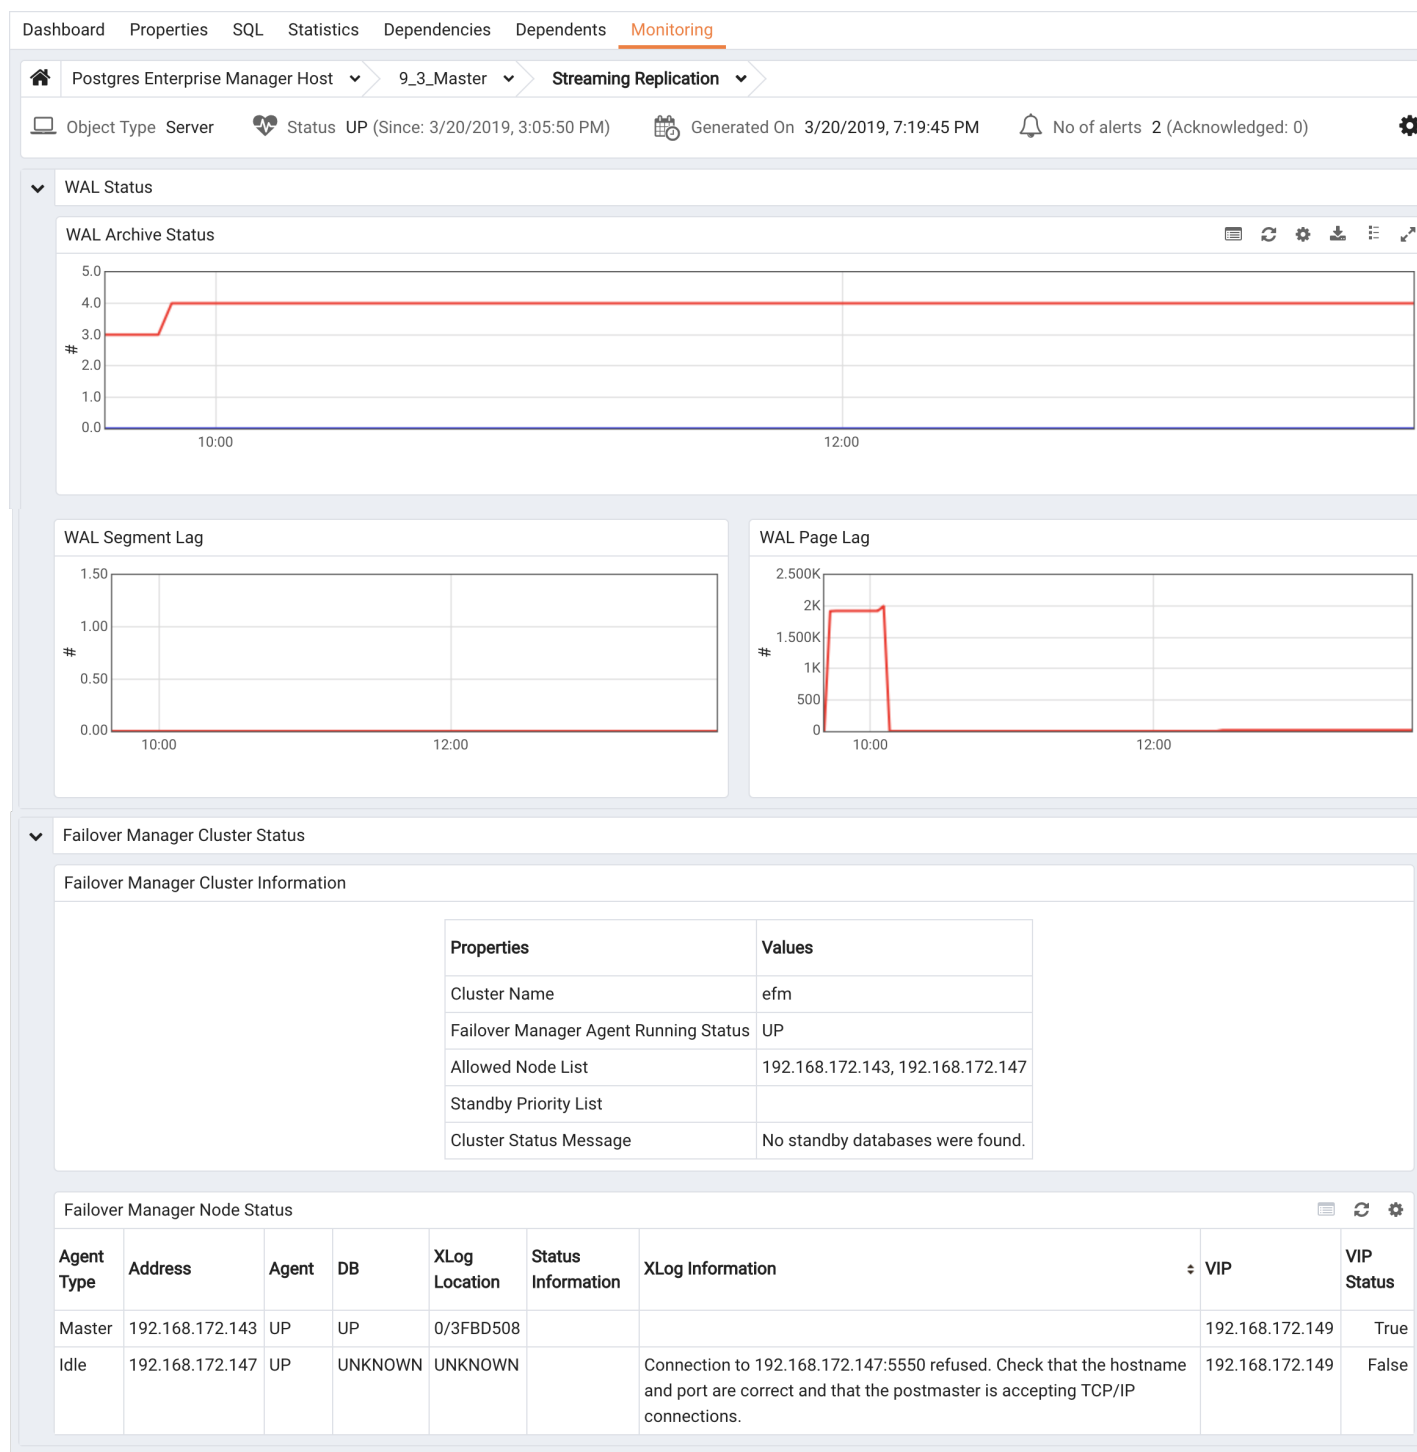 Dashboard Properties SQL Statistics Dependencies Dependents Monitoring
Postgres Enterprise Manager Host 9_3_Master Streaming Replication
Object Type Server Status UP (Since: 3/20/2019, 3:05:50 PM) Generated On 3/20/2019, 7:19:45 PM No of alerts 2 (Acknowledged: 0)
WAL Status
WAL Archive Status
5.0
4.0
3.0
2.0
1.0
0.0
#
10:00 12:00
WAL Segment Lag
1.50
1.00
0.50
0.00
#
10:00 12:00
WAL Page Lag
2.500K
2K
1.500K
1K
500
0
#
10:00 12:00
Failover Manager Cluster Status
Failover Manager Cluster Information
Properties Values
Cluster Name efm
Failover Manager Agent Running Status UP
Allowed Node List 192.168.172.143, 192.168.172.147
Standby Priority List
Cluster Status Message No standby databases were found.
Failover Manager Node Status
Agent Type Address Agent DB XLog Location Status Information XLog Information VIP VIP Status
Master 192.168.172.143 UP UP 0/3FBD508 192.168.172.149 True
Idle 192.168.172.147 UP UNKNOWN UNKNOWN Connection to 192.168.172.147:5550 refused. Check that the hostname 192.168.172.149 False
and port are correct and that the postmaster is accepting TCP/IP
connections.